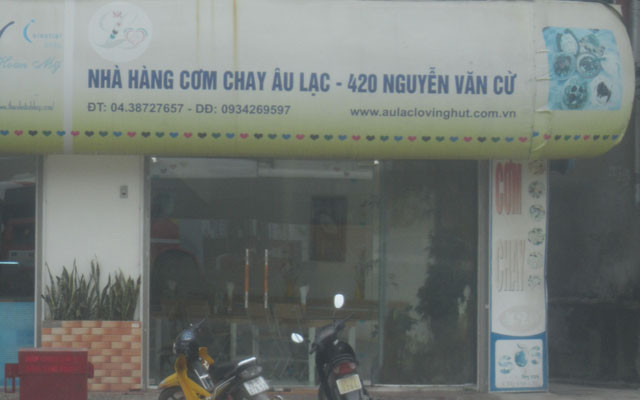 NHÀ HÀNG CƠM CHAY ÂU LẠC - 420 NGUYỄN VĂN CỪ
ĐT: 04.38727657 - DĐ: 0934269597
www.aulaclovinghut.com.vn
CƠM
CHAY